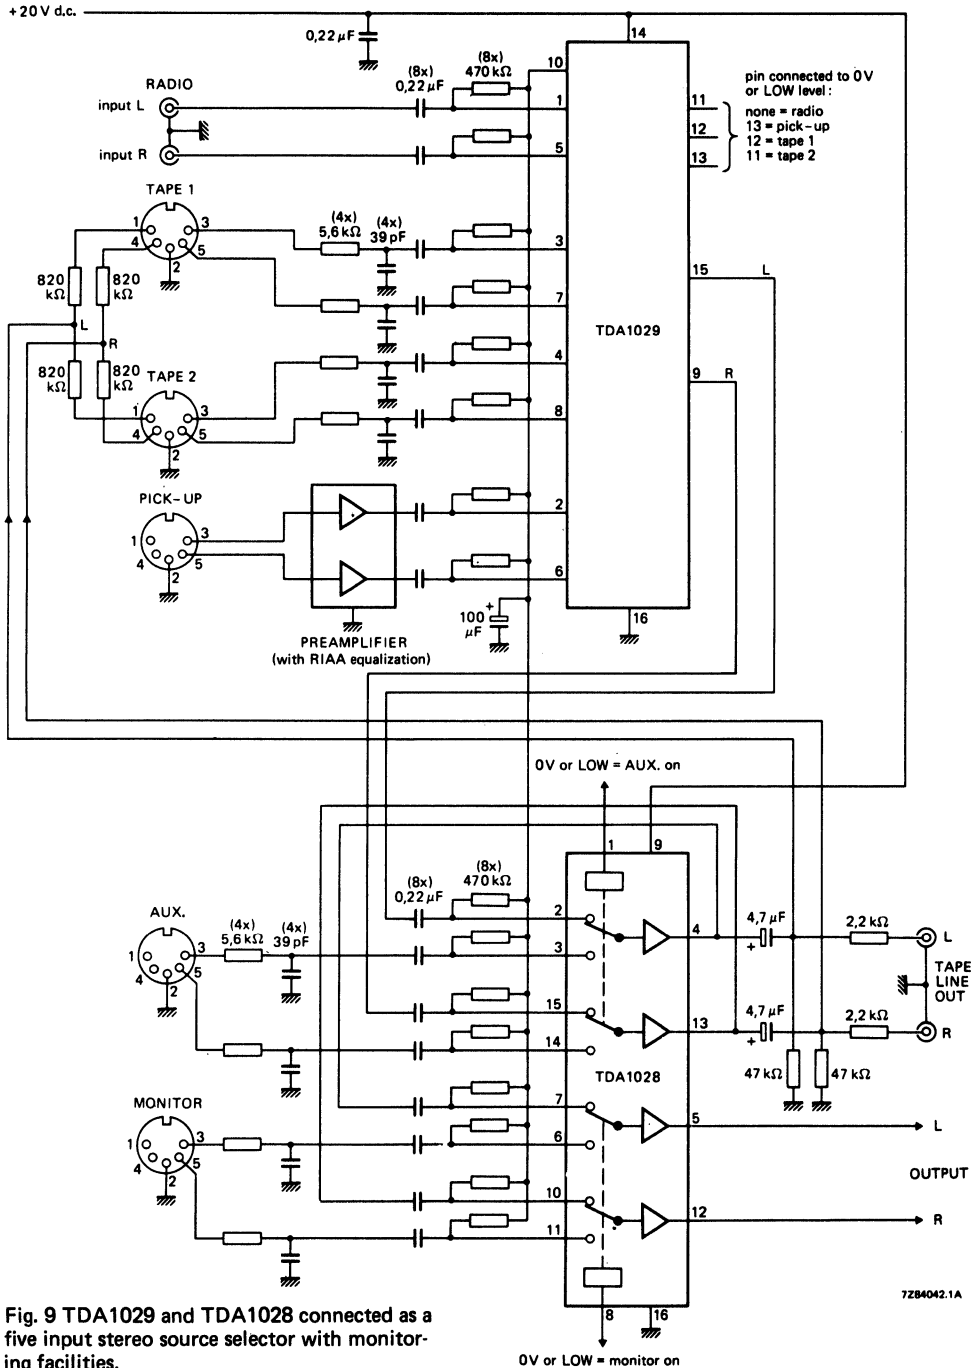 +20 V d.c.
0,22 μF
14
(8x)
0,22 μF
(8x)
470 kΩ
10
RADIO
input L
input R
1
5
11
12
13
pin connected to 0 V
or LOW level :
none = radio
13 = pick-up
12 = tape 1
11 = tape 2
TAPE 1
1
3
4
5
2
(4x)
5,6 kΩ
(4x)
39 pF
3
7
15
L
820
kΩ
820
kΩ
L
R
TDA1029
820
kΩ
820
kΩ
TAPE 2
1
3
4
5
2
4
8
9
R
PICK-UP
1
3
4
5
2
2
6
+
100
μF
16
PREAMPLIFIER
(with RIAA equalization)
0 V or LOW = AUX. on
1
9
(8x)
0,22 μF
(8x)
470 kΩ
AUX.
1
3
4
5
2
(4x)
5,6 kΩ
(4x)
39 pF
2
3
15
14
4
13
4,7 μF
+
2,2 kΩ
L
TAPE
LINE
OUT
4,7 μF
+
2,2 kΩ
R
47 kΩ
47 kΩ
TDA1028
MONITOR
1
3
4
5
2
7
6
10
11
5
L
OUTPUT
12
R
8
16
7Z84042.1A
Fig. 9 TDA1029 and TDA1028 connected as a
five input stereo source selector with monitor-
ing facilities.
0 V or LOW = monitor on